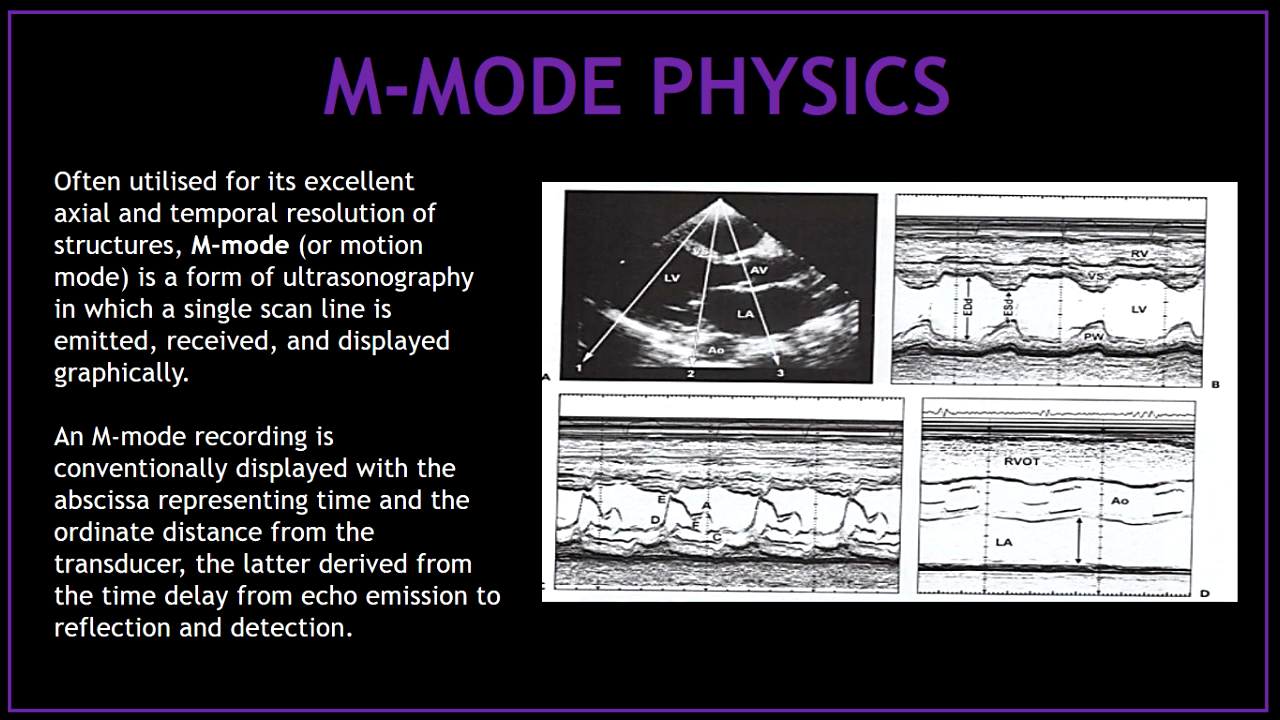 M-MODE PHYSICS
Often utilised for its excellent
axial and temporal resolution of
structures, M-mode (or motion
mode) is a form of ultrasonography
in which a single scan line is
emitted, received, and displayed
graphically.
An M-mode recording is
conventionally displayed with the
abscissa representing time and the
ordinate distance from the
transducer, the latter derived from
the time delay from echo emission to
reflection and detection.
LV
AV
LA
Ao
1
2
3
A
RV
VS
EDd
ESd
LV
PW
B
E
A
D
F
C
RVOT
Ao
LA
D